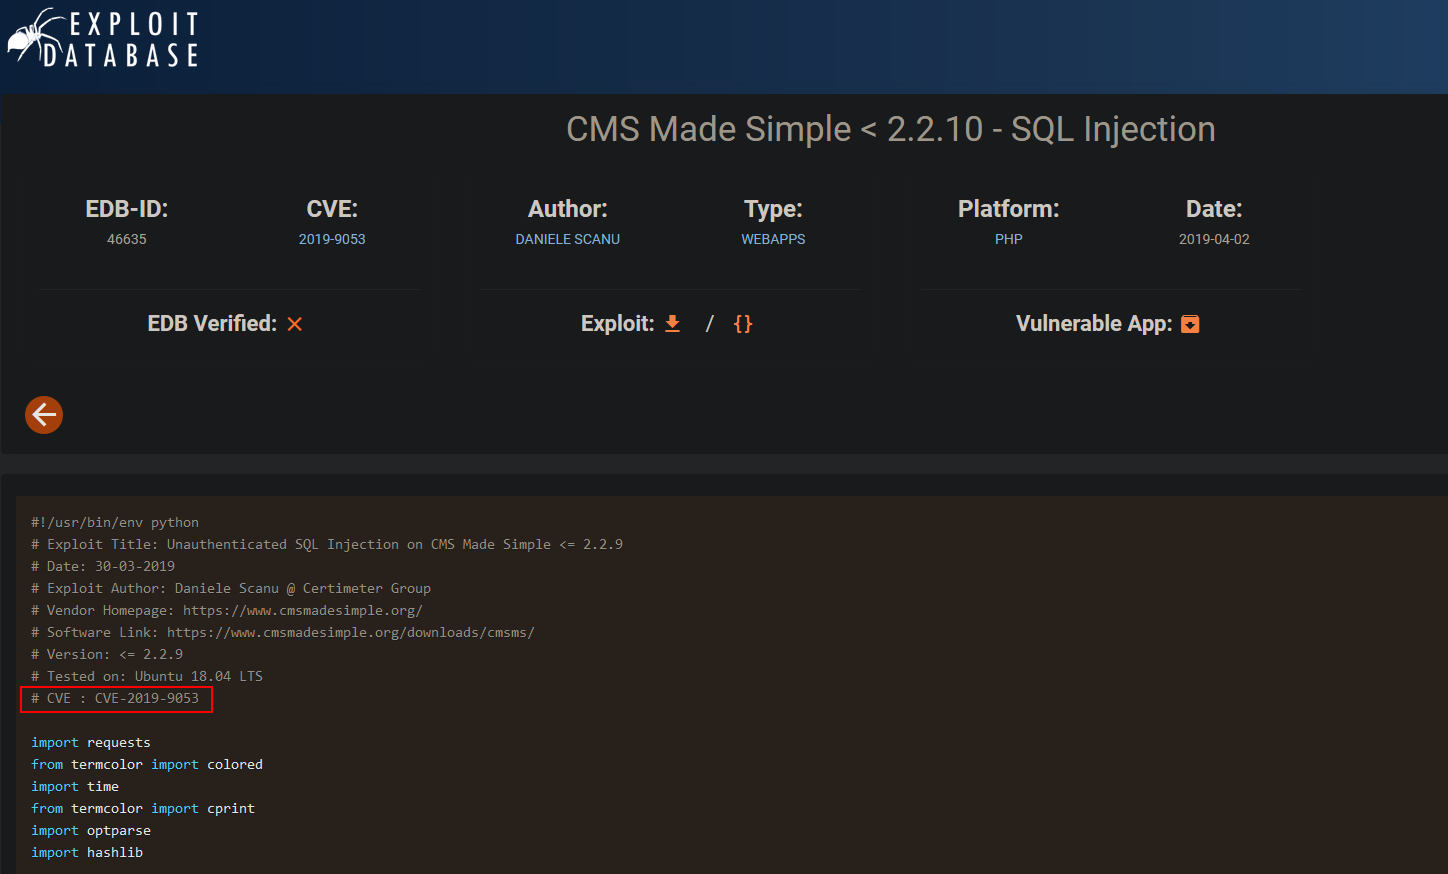 EXPLOIT
DATABASE
CMS Made Simple < 2.2.10 - SQL Injection
EDB-ID:
46635
CVE:
2019-9053
Author:
DANIELE SCANU
Type:
WEBAPPS
Platform:
PHP
Date:
2019-04-02
EDB Verified:
Exploit: / {}
Vulnerable App:
#!/usr/bin/env python
# Exploit Title: Unauthenticated SQL Injection on CMS Made Simple <= 2.2.9
# Date: 30-03-2019
# Exploit Author: Daniele Scanu @ Certimeter Group
# Vendor Homepage: https://www.cmsmadesimple.org/
# Software Link: https://www.cmsmadesimple.org/downloads/cmsms/
# Version: <= 2.2.9
# Tested on: Ubuntu 18.04 LTS
# CVE : CVE-2019-9053
import requests
from termcolor import colored
import time
from termcolor import cprint
import optparse
import hashlib